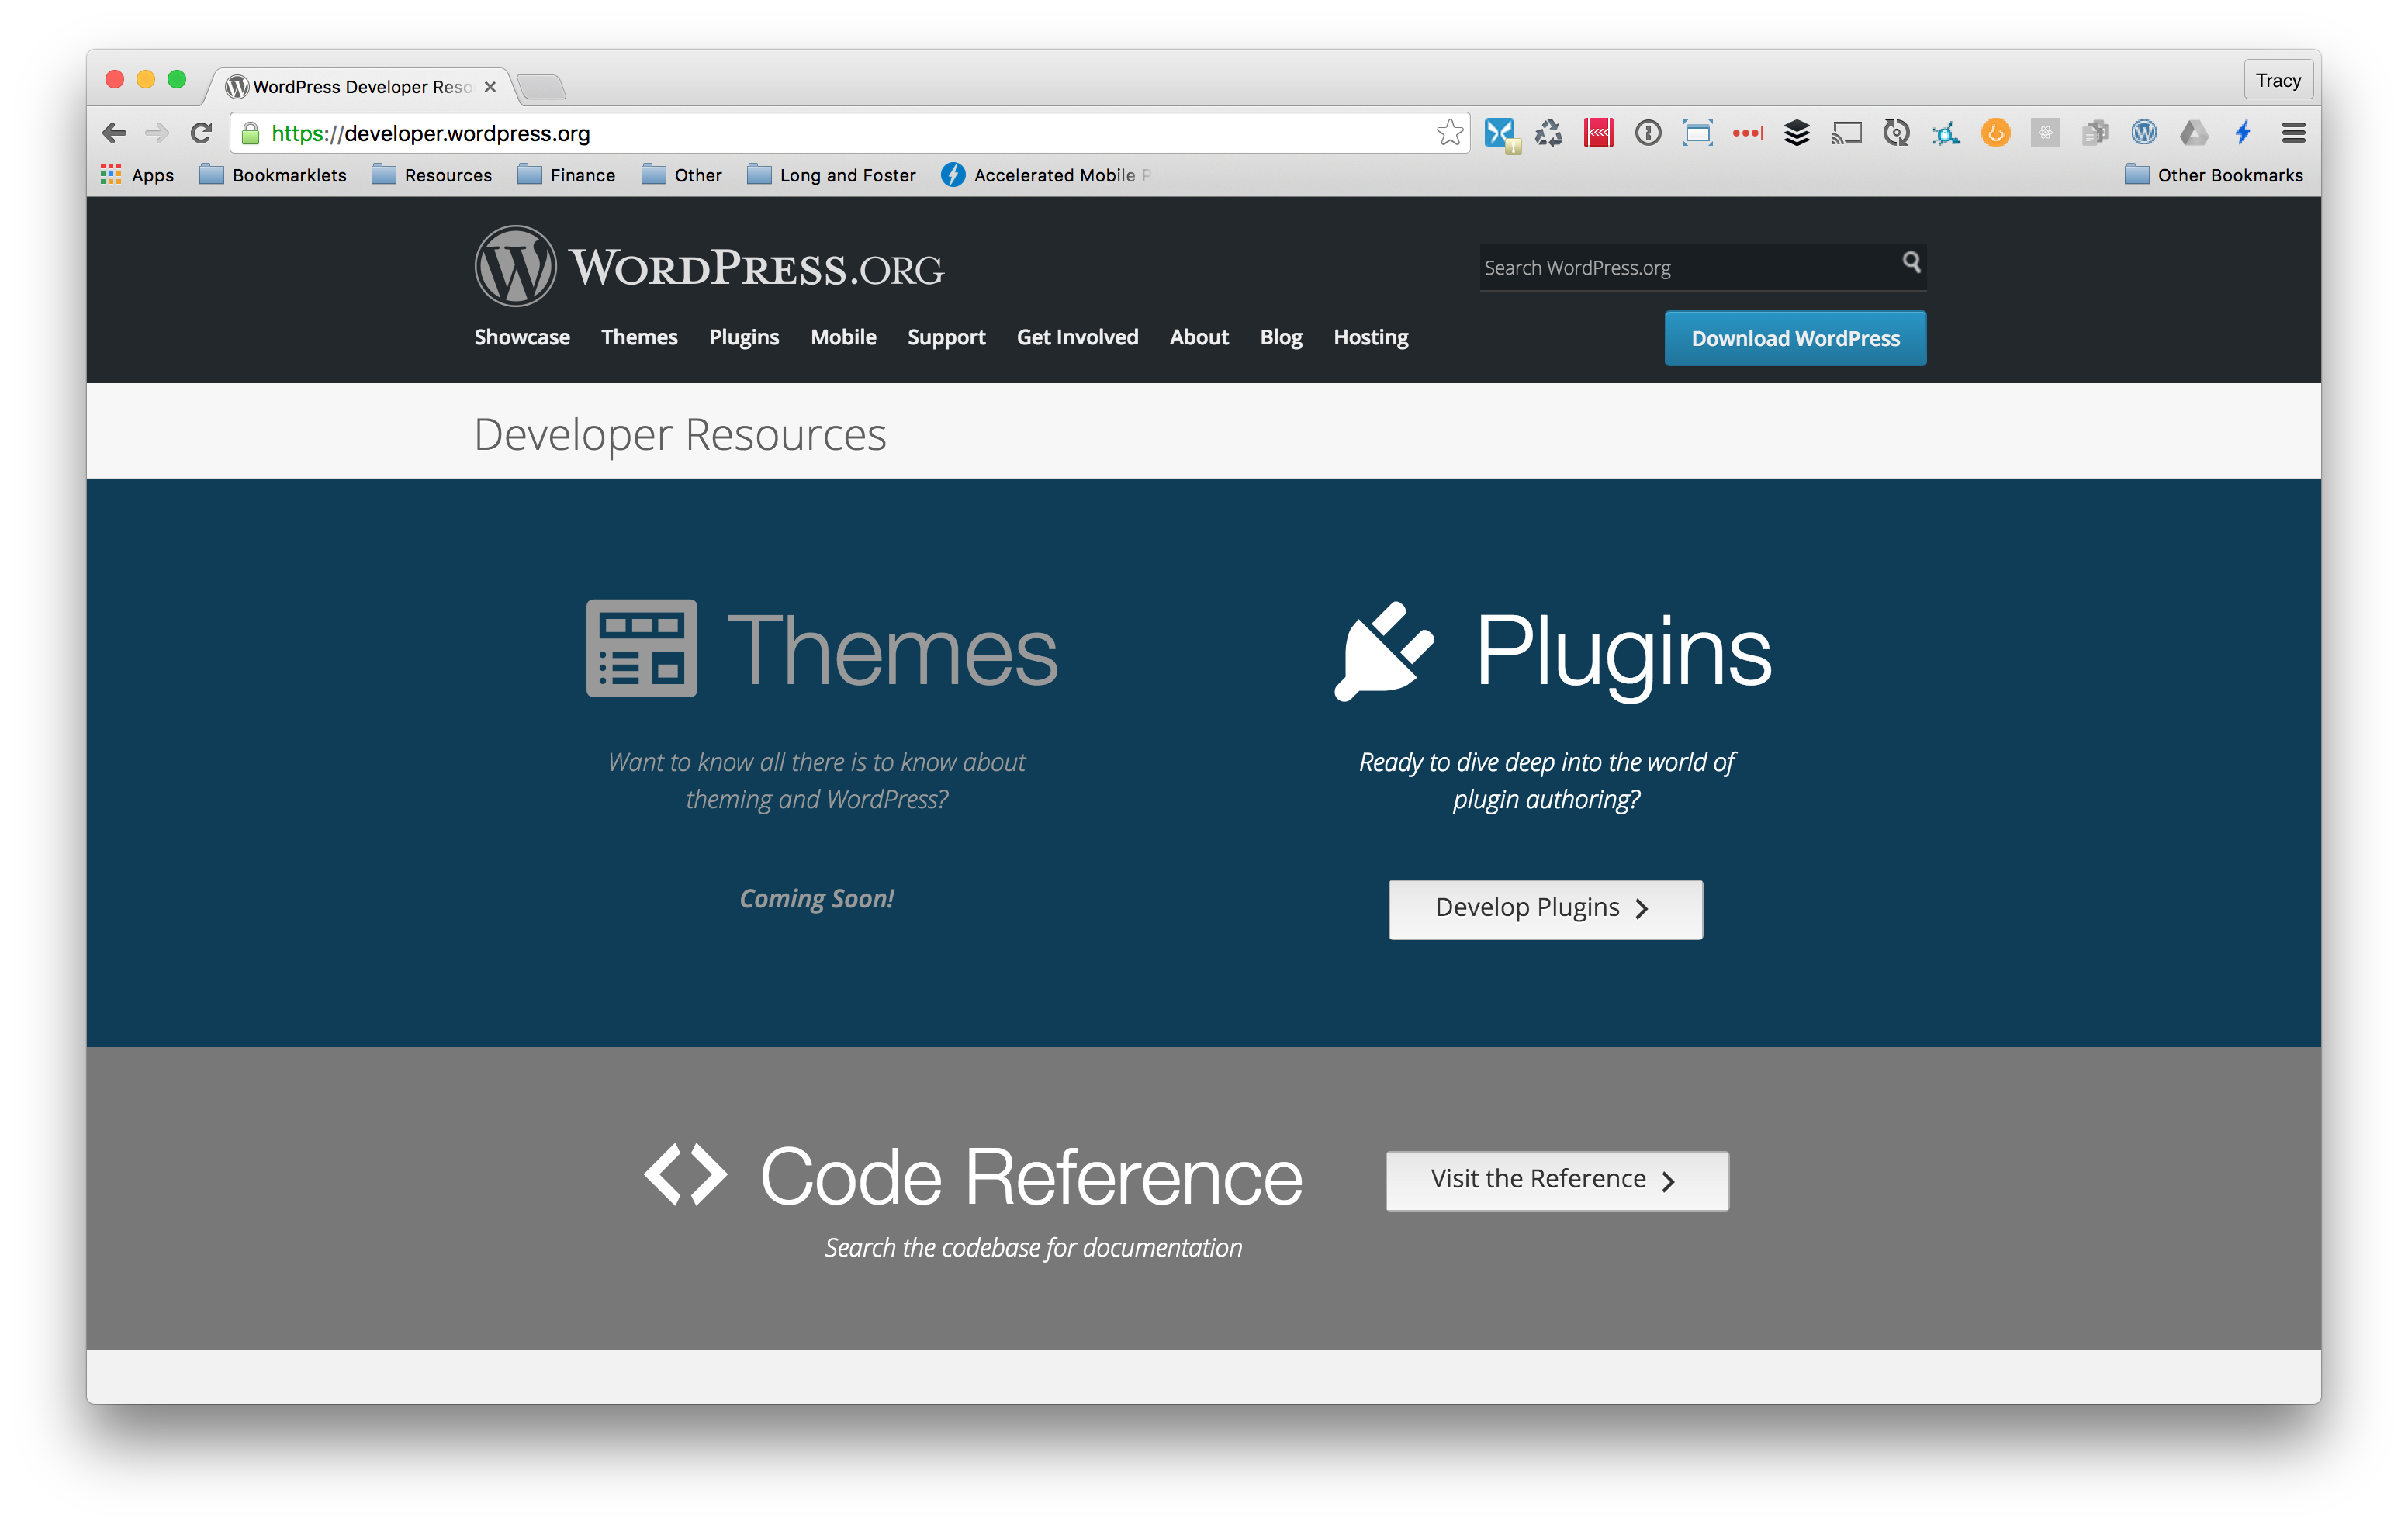 WordPress Developer Reso
Tracy
https://developer.wordpress.org
Apps
Bookmarklets
Resources
Finance
Other
Long and Foster
Accelerated Mobile P
Other Bookmarks
WORDPRESS.ORG
Search WordPress.org
Showcase Themes Plugins Mobile Support Get Involved About Blog Hosting
Download WordPress
Developer Resources
Themes
Want to know all there is to know about
theming and WordPress?
Coming Soon!
Plugins
Ready to dive deep into the world of
plugin authoring?
Develop Plugins
Code Reference
Search the codebase for documentation
Visit the Reference